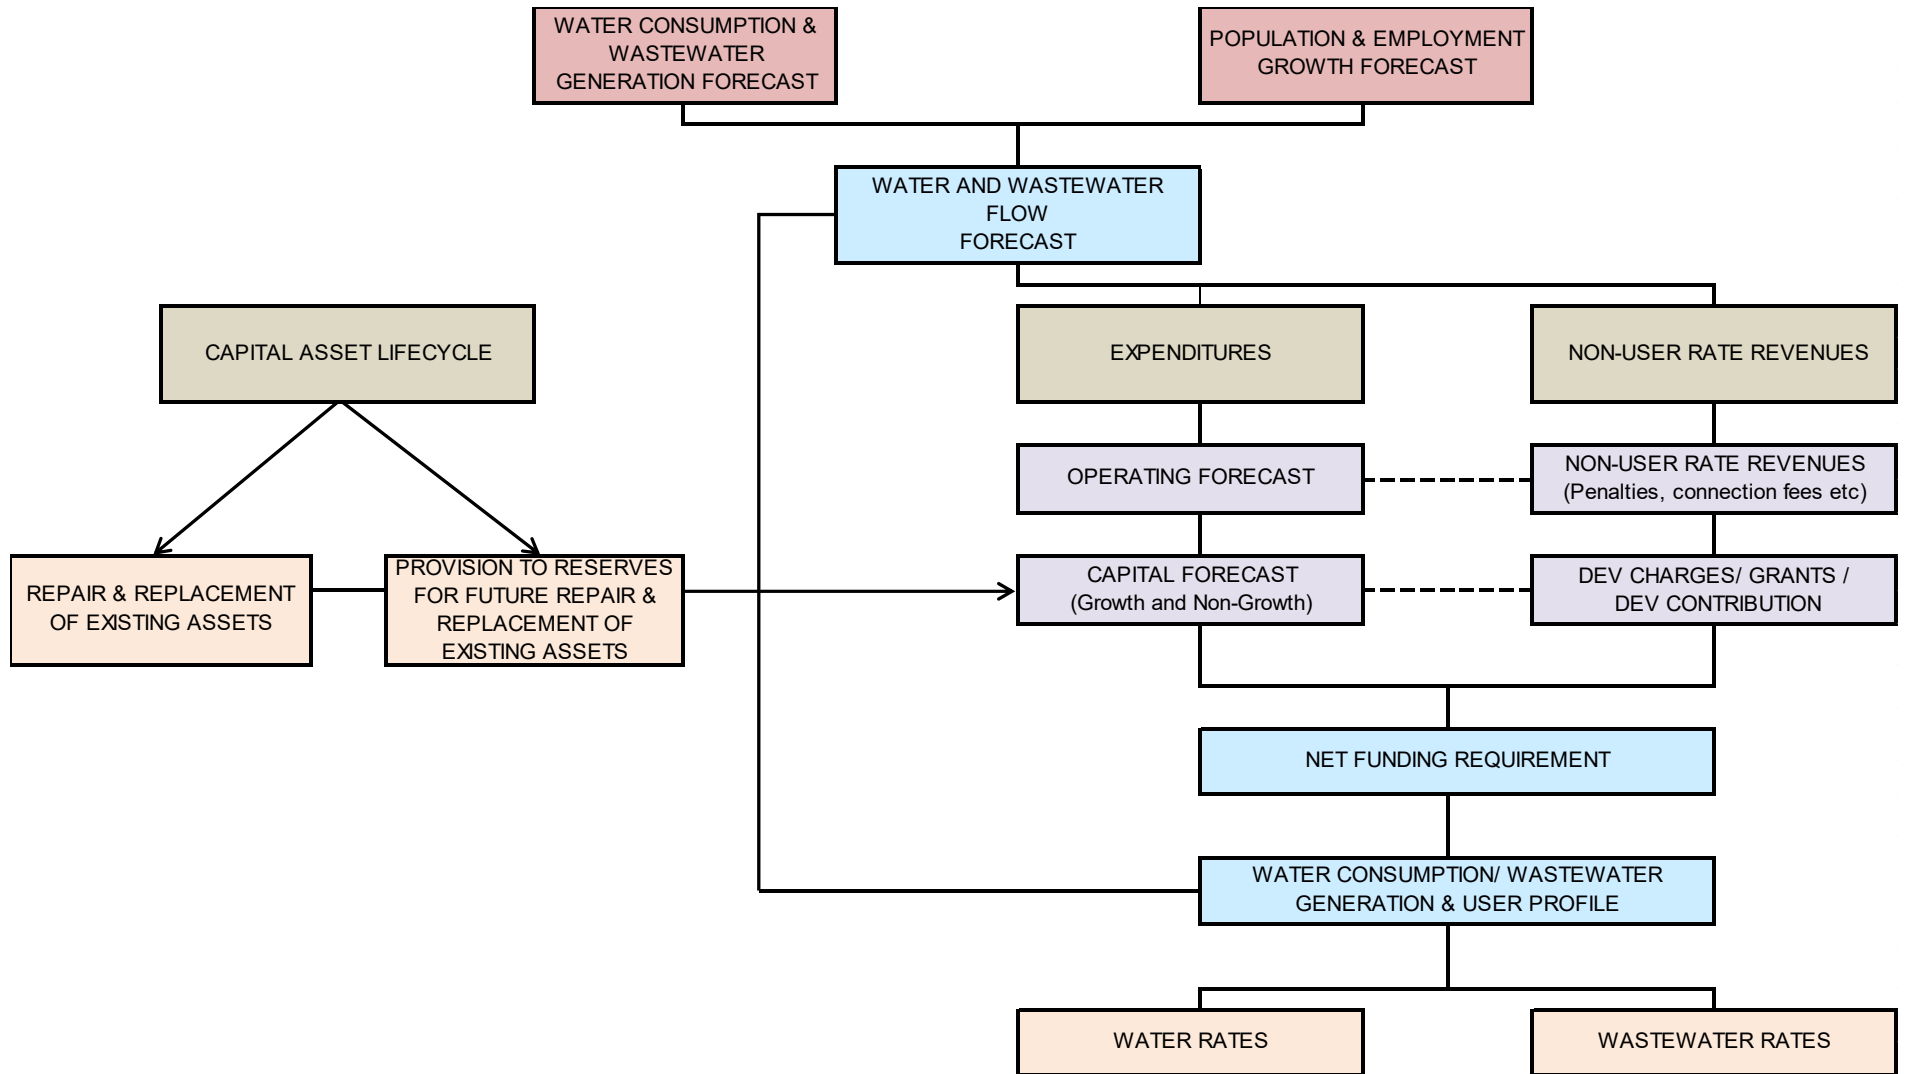 WATER CONSUMPTION &
WASTEWATER
GENERATION FORECAST
POPULATION & EMPLOYMENT
GROWTH FORECAST
WATER AND WASTEWATER
FLOW
FORECAST
CAPITAL ASSET LIFECYCLE
EXPENDITURES
NON-USER RATE REVENUES
OPERATING FORECAST
NON-USER RATE REVENUES
(Penalties, connection fees etc)
REPAIR & REPLACEMENT
OF EXISTING ASSETS
PROVISION TO RESERVES
FOR FUTURE REPAIR &
REPLACEMENT OF
EXISTING ASSETS
CAPITAL FORECAST
(Growth and Non-Growth)
DEV CHARGES/ GRANTS /
DEV CONTRIBUTION
NET FUNDING REQUIREMENT
WATER CONSUMPTION/ WASTEWATER
GENERATION & USER PROFILE
WATER RATES
WASTEWATER RATES